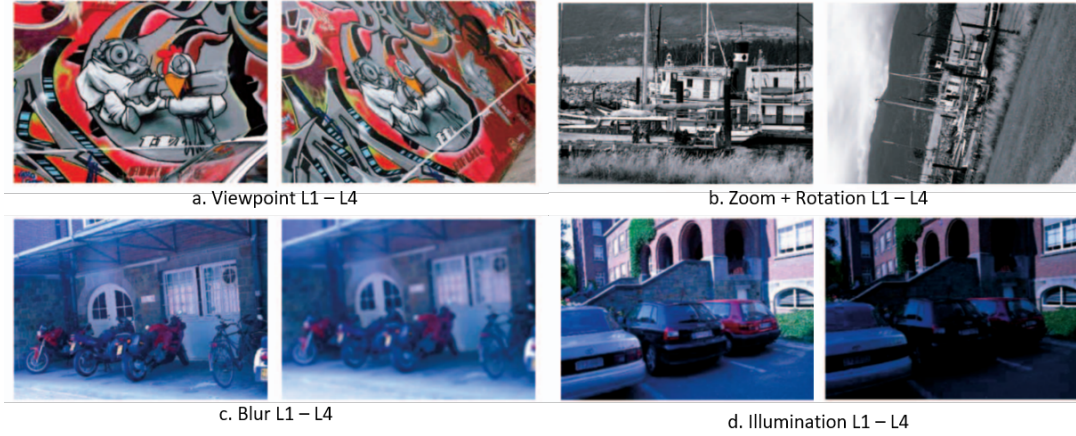 a. Viewpoint L1 – L4
b. Zoom + Rotation L1 – L4
c. Blur L1 – L4
d. Illumination L1 – L4